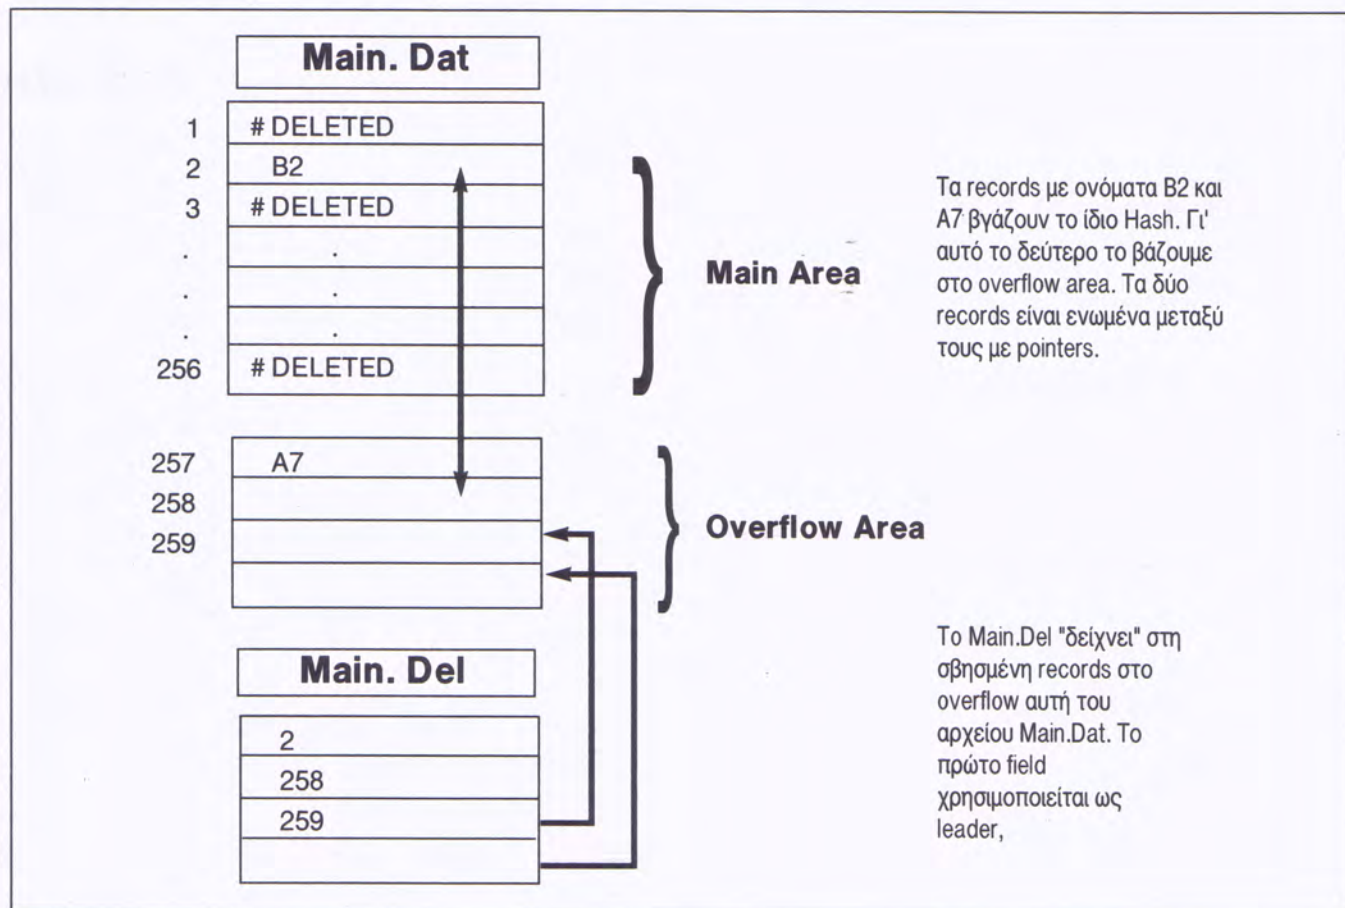 Main. Dat
1 # DELETED
2 B2
3 # DELETED
. .
. .
. .
256 # DELETED
Main Area
Τα records με ονόματα B2 και
A7 βγάζουν το ίδιο Hash. Γι'
αυτό το δεύτερο το βάζουμε
στο overflow area. Τα δύο
records είναι ενωμένα μεταξύ
τους με pointers.
257 A7
258
259
Overflow Area
Main. Del
2
258
259
Το Main.Del "δείχνει" στη
σβησμένη records στο
overflow αυτή του
αρχείου Main.Dat. Το
πρώτο field
χρησιμοποιείται ως
leader,